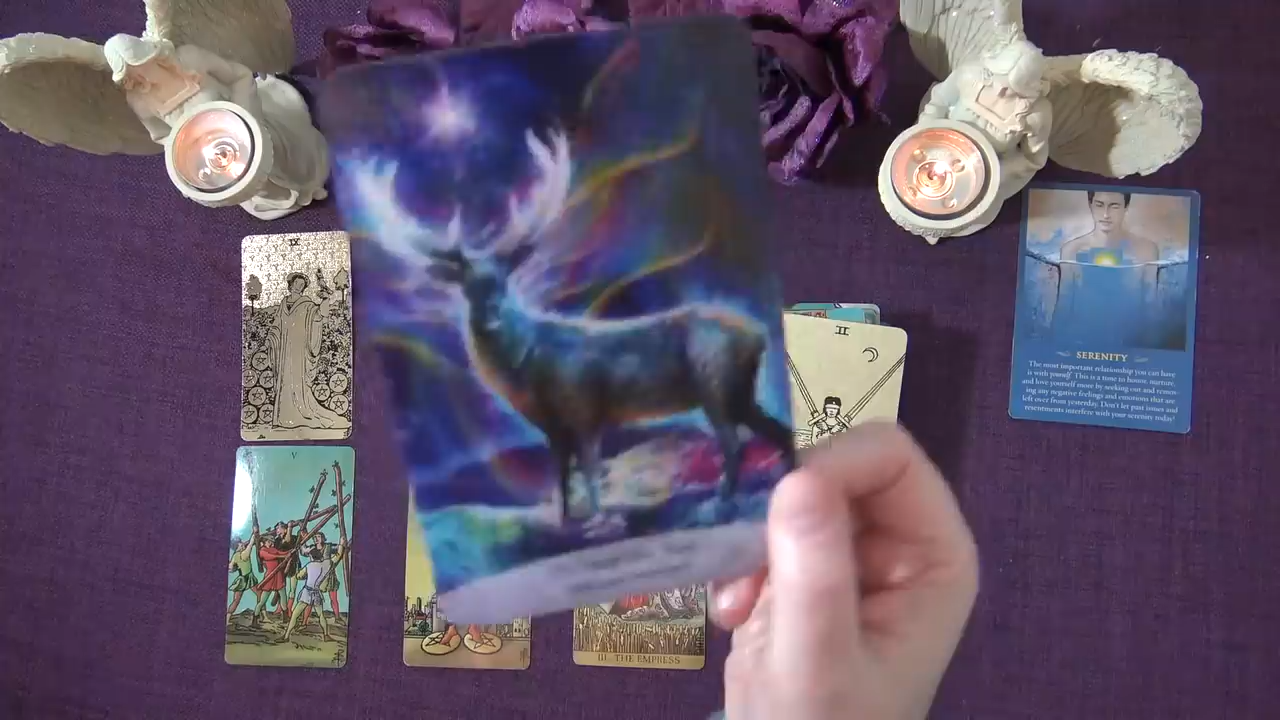 IX
II
SERENITY
The most important relationship you can have
is with yourself. This is a time to honor, nurture,
and love yourself more by seeking out and remov-
ing any negative feelings and emotions that are
left over from yesterday. Don't let past issues and
resentments interfere with your serenity today!
V
III. THE EMPRESS